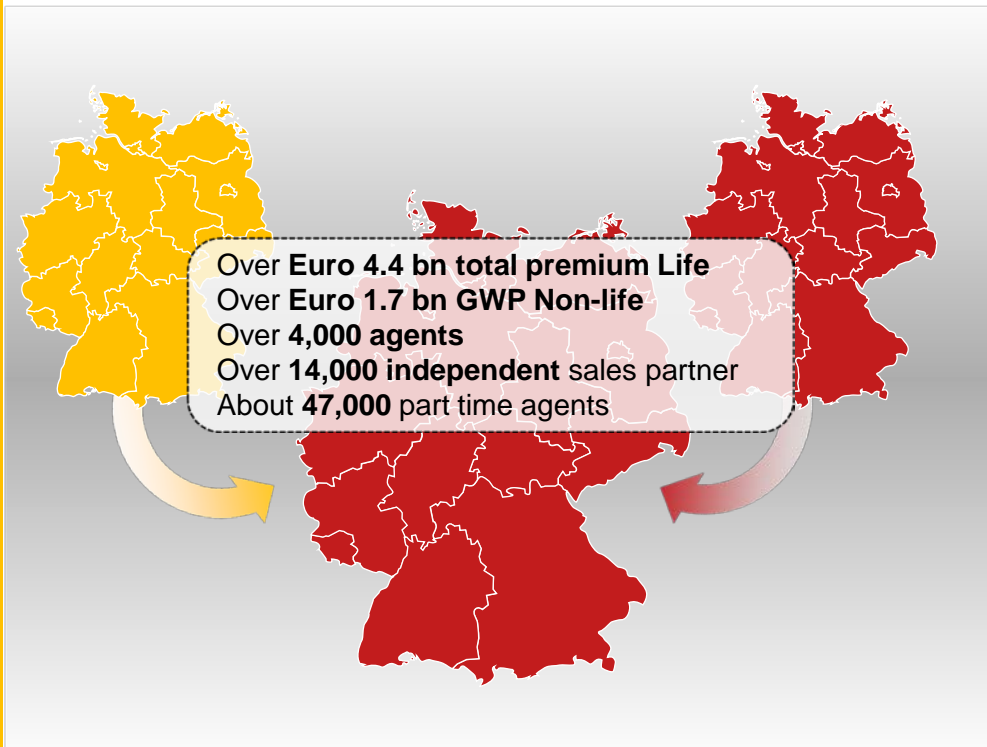 Over Euro 4.4 bn total premium Life
Over Euro 1.7 bn GWP Non-life
Over 4,000 agents
Over 14,000 independent sales partner
About 47,000 part time agents